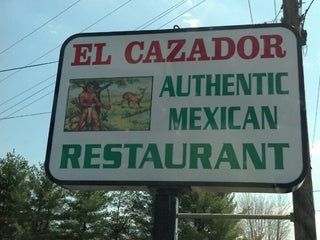 EL CAZADOR
AUTHENTIC
MEXICAN
RESTAURANT